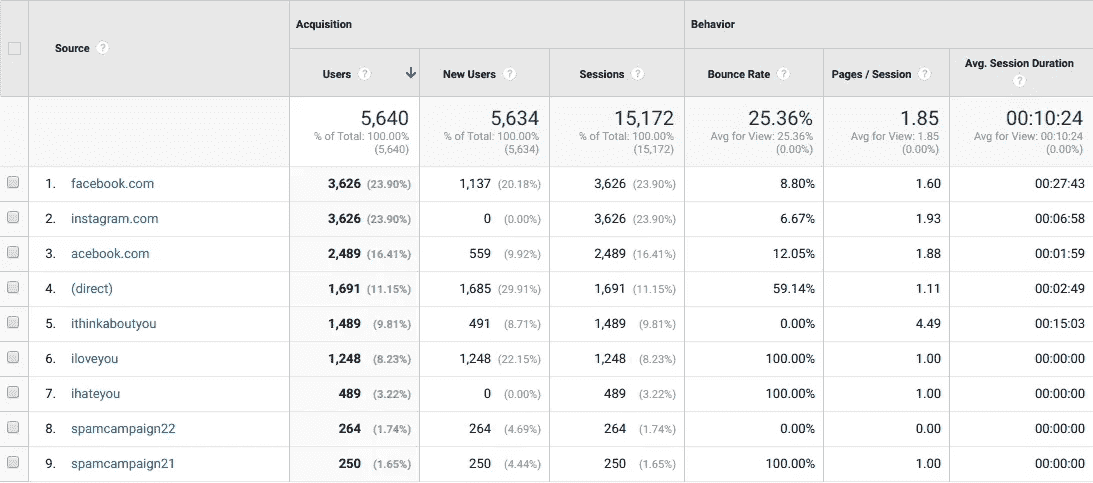 Acquisition
Behavior
Source ?
Users ?
New Users ?
Sessions ?
Bounce Rate ?
Pages / Session ?
Avg. Session Duration
?
5,640 5,634 15,172 25.36% 1.85 00:10:24
% of Total: 100.00% % of Total: 100.00% % of Total: 100.00% Avg for View: 25.36% Avg for View: 1.85 Avg for View: 00:10:24
(5,640) (5,634) (15,172) (0.00%) (0.00%) (0.00%)
1. facebook.com 3,626 (23.90%) 1,137 (20.18%) 3,626 (23.90%) 8.80% 1.60 00:27:43
2. instagram.com 3,626 (23.90%) 0 (0.00%) 3,626 (23.90%) 6.67% 1.93 00:06:58
3. acebook.com 2,489 (16.41%) 559 (9.92%) 2,489 (16.41%) 12.05% 1.88 00:01:59
4. (direct) 1,691 (11.15%) 1,685 (29.91%) 1,691 (11.15%) 59.14% 1.11 00:02:49
5. ithinkaboutyou 1,489 (9.81%) 491 (8.71%) 1,489 (9.81%) 0.00% 4.49 00:15:03
6. iloveyou 1,248 (8.23%) 1,248 (22.15%) 1,248 (8.23%) 100.00% 1.00 00:00:00
7. ihateyou 489 (3.22%) 0 (0.00%) 489 (3.22%) 100.00% 1.00 00:00:00
8. spamcampaign22 264 (1.74%) 264 (4.69%) 264 (1.74%) 0.00% 0.00 00:00:00
9. spamcampaign21 250 (1.65%) 250 (4.44%) 250 (1.65%) 100.00% 1.00 00:00:00